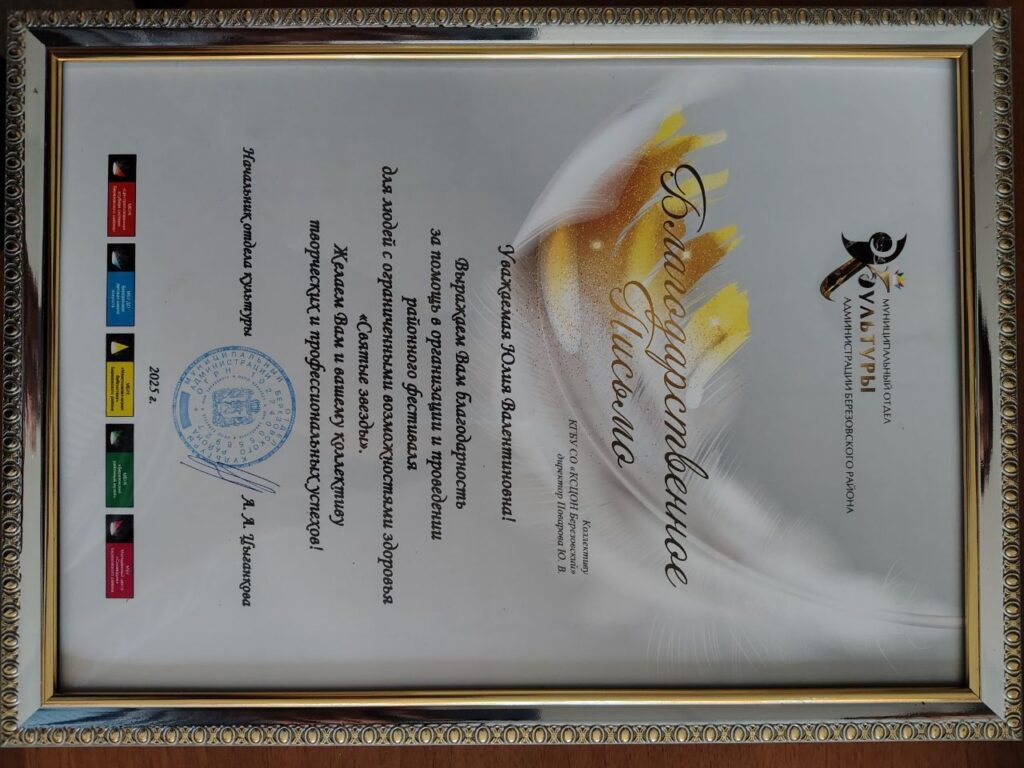 МУНИЦИПАЛЬНЫЙ ОТДЕЛ
КУЛЬТУРЫ
АДМИНИСТРАЦИИ БЕРЕЗОВСКОГО РАЙОНА
Благодарственное
Письмо
Коллективу
КГБУ СО «КСЦОН Березовский»
директор Поварова Ю. В.
Уважаемая Юлия Валентиновна!
Выражаем Вам благодарность
за помощь в организации и проведении
районного фестиваля
для людей с ограниченными возможностями здоровья
«Святые звезды».
Желаем Вам и вашему коллективу
творческих и профессиональных успехов!
Начальник отдела культуры
А. А. Цыганкова
2025 г.